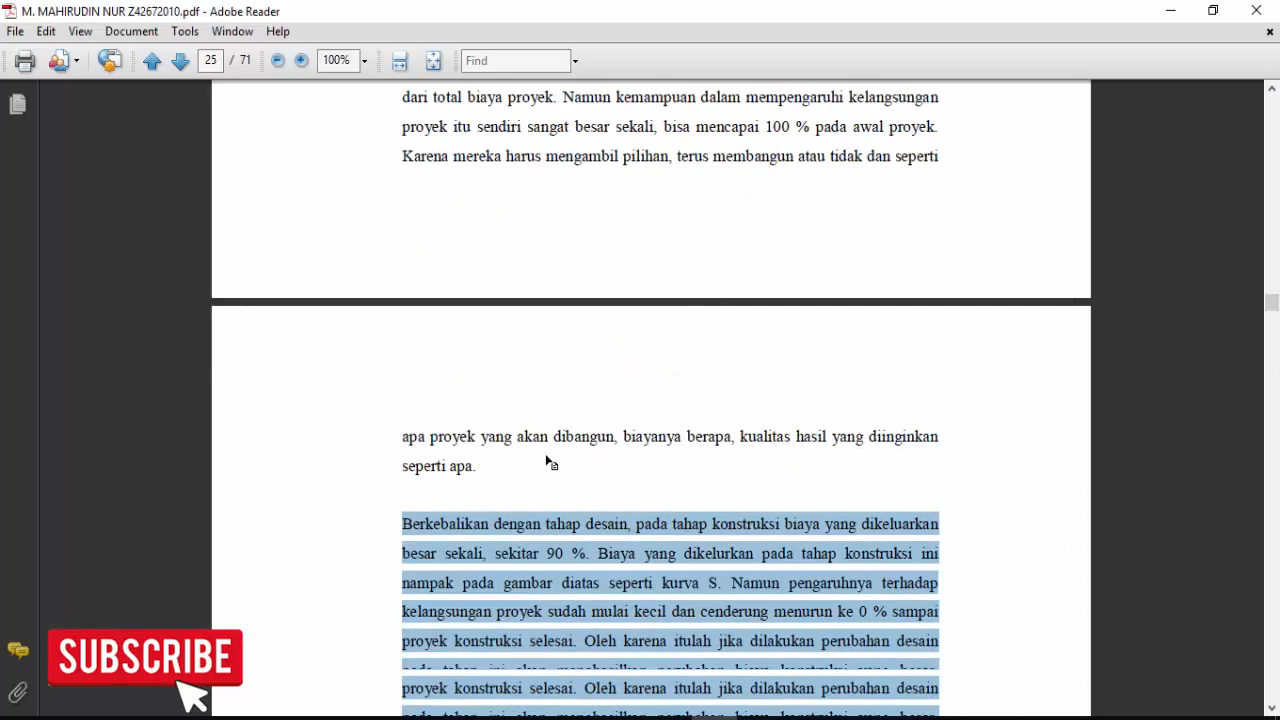 M. MAHIRUDIN NUR Z42672010.pdf - Adobe Reader
File Edit View Document Tools Window Help
25 / 71 100% Find
dari total biaya proyek. Namun kemampuan dalam mempengaruhi kelangsungan
proyek itu sendiri sangat besar sekali, bisa mencapai 100 % pada awal proyek.
Karena mereka harus mengambil pilihan, terus membangun atau tidak dan seperti
apa proyek yang akan dibangun, biayanya berapa, kualitas hasil yang diinginkan
seperti apa.
Berkebalikan dengan tahap desain, pada tahap konstruksi biaya yang dikeluarkan
besar sekali, sekitar 90 %. Biaya yang dikelurkan pada tahap konstruksi ini
nampak pada gambar diatas seperti kurva S. Namun pengaruhnya terhadap
kelangsungan proyek sudah mulai kecil dan cenderung menurun ke 0 % sampai
proyek konstruksi selesai. Oleh karena itulah jika dilakukan perubahan desain
proyek konstruksi selesai. Oleh karena itulah jika dilakukan perubahan desain
SUBSCRIBE